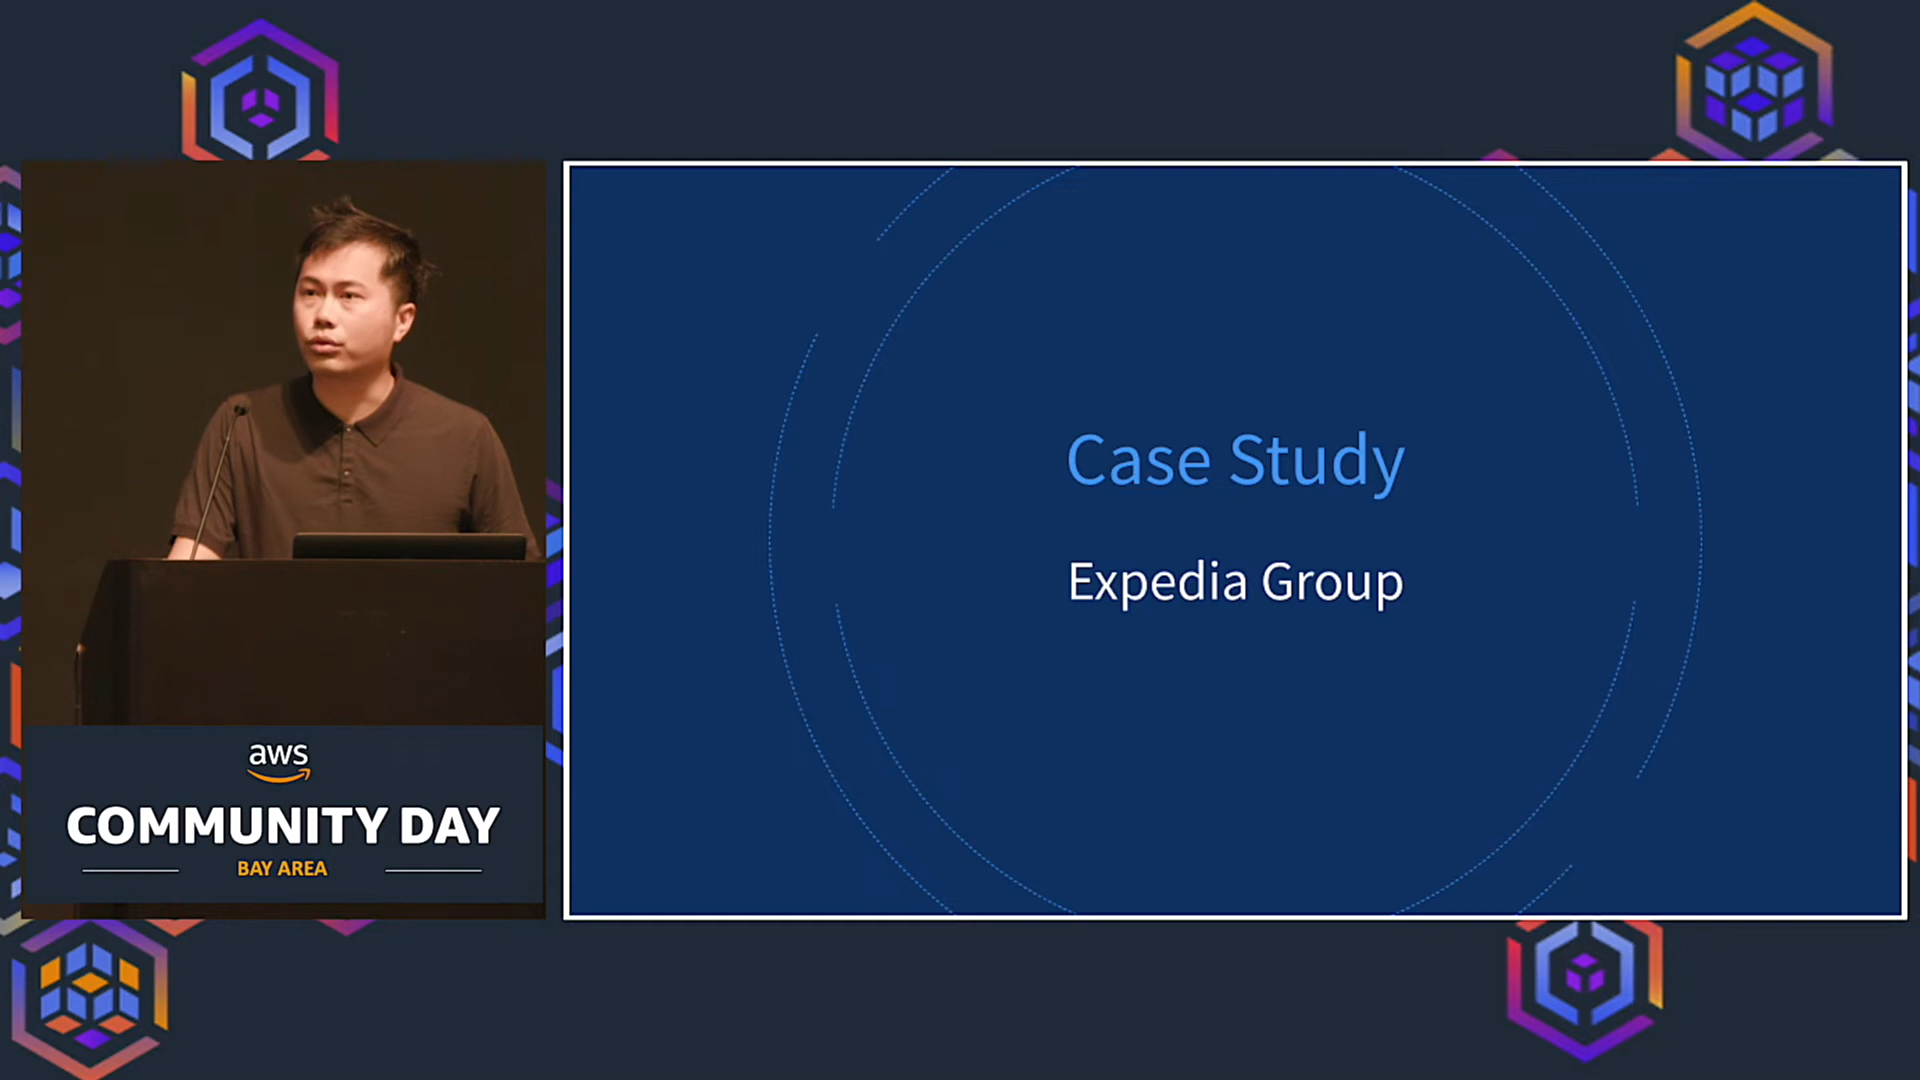 aws
COMMUNITY DAY
BAY AREA
Case Study
Expedia Group